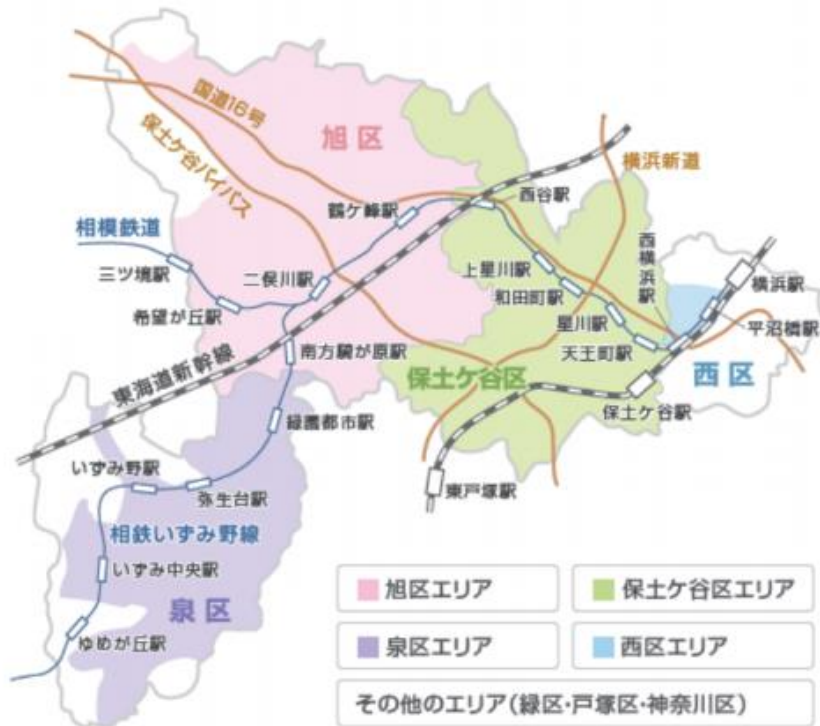 国道16号
旭区
保土ケ谷バイパス
横浜新道
鶴ケ峰駅
西谷駅
相模鉄道
三ツ境駅
二俣川駅
上星川駅
西横浜駅
横浜駅
希望が丘駅
和田町駅
星川駅
平沼橋駅
東海道新幹線
南万騎が原駅
天王町駅
保土ケ谷区
西区
緑園都市駅
保土ケ谷駅
いずみ野駅
弥生台駅
東戸塚駅
相鉄いずみ野線
いずみ中央駅
泉区
ゆめが丘駅
旭区エリア
保土ケ谷区エリア
泉区エリア
西区エリア
その他のエリア(緑区・戸塚区・神奈川区)